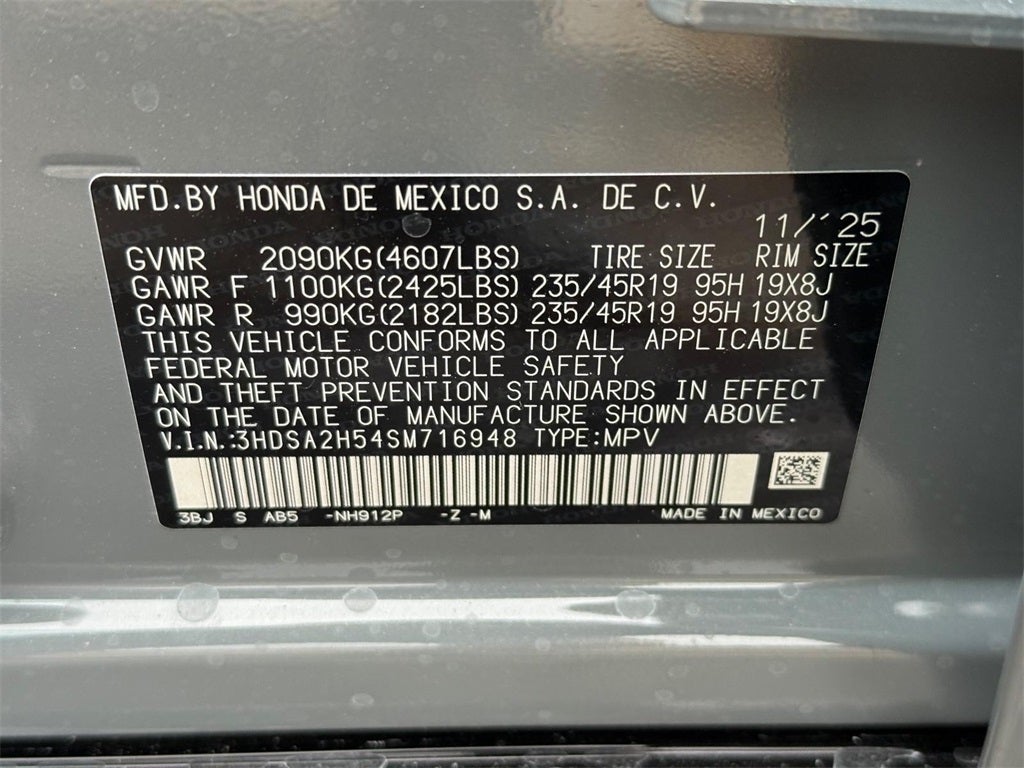 MFD.BY HONDA DE MEXICO S.A. DE C.V.
11/'25
GVWR 2090KG(4607LBS) TIRE SIZE RIM SIZE
GAWR F 1100KG(2425LBS) 235/45R19 95H 19X8J
GAWR R 990KG(2182LBS) 235/45R19 95H 19X8J
THIS VEHICLE CONFORMS TO ALL APPLICABLE
FEDERAL MOTOR VEHICLE SAFETY
AND THEFT PREVENTION STANDARDS IN EFFECT
ON THE DATE OF MANUFACTURE SHOWN ABOVE.
V.I.N.:3HDSA2H54SM716948 TYPE:MPV
3BJ S AB5 -NH912P -Z -M MADE IN MEXICO